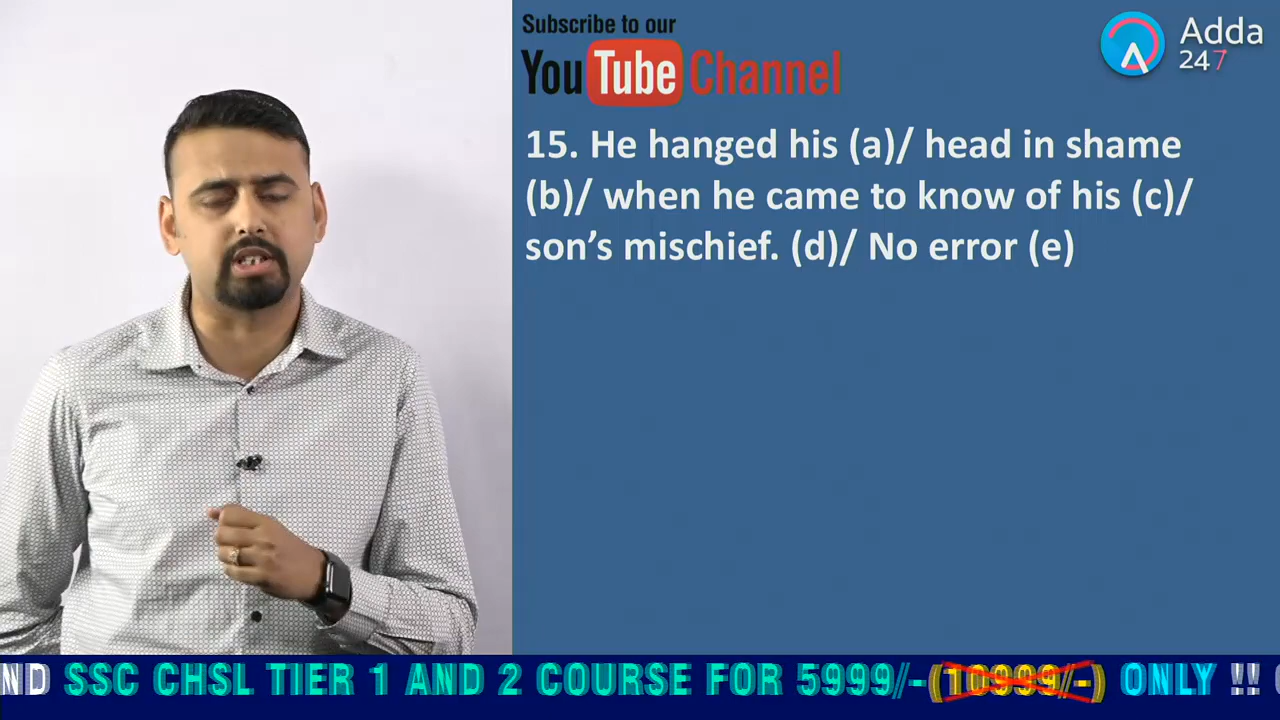 Subscribe to our
YouTube Channel
Adda
247
15. He hanged his (a)/ head in shame
(b)/ when he came to know of his (c)/
son’s mischief. (d)/ No error (e)
ND SSC CHSL TIER 1 AND 2 COURSE FOR 5999/-(10999/-) ONLY !!